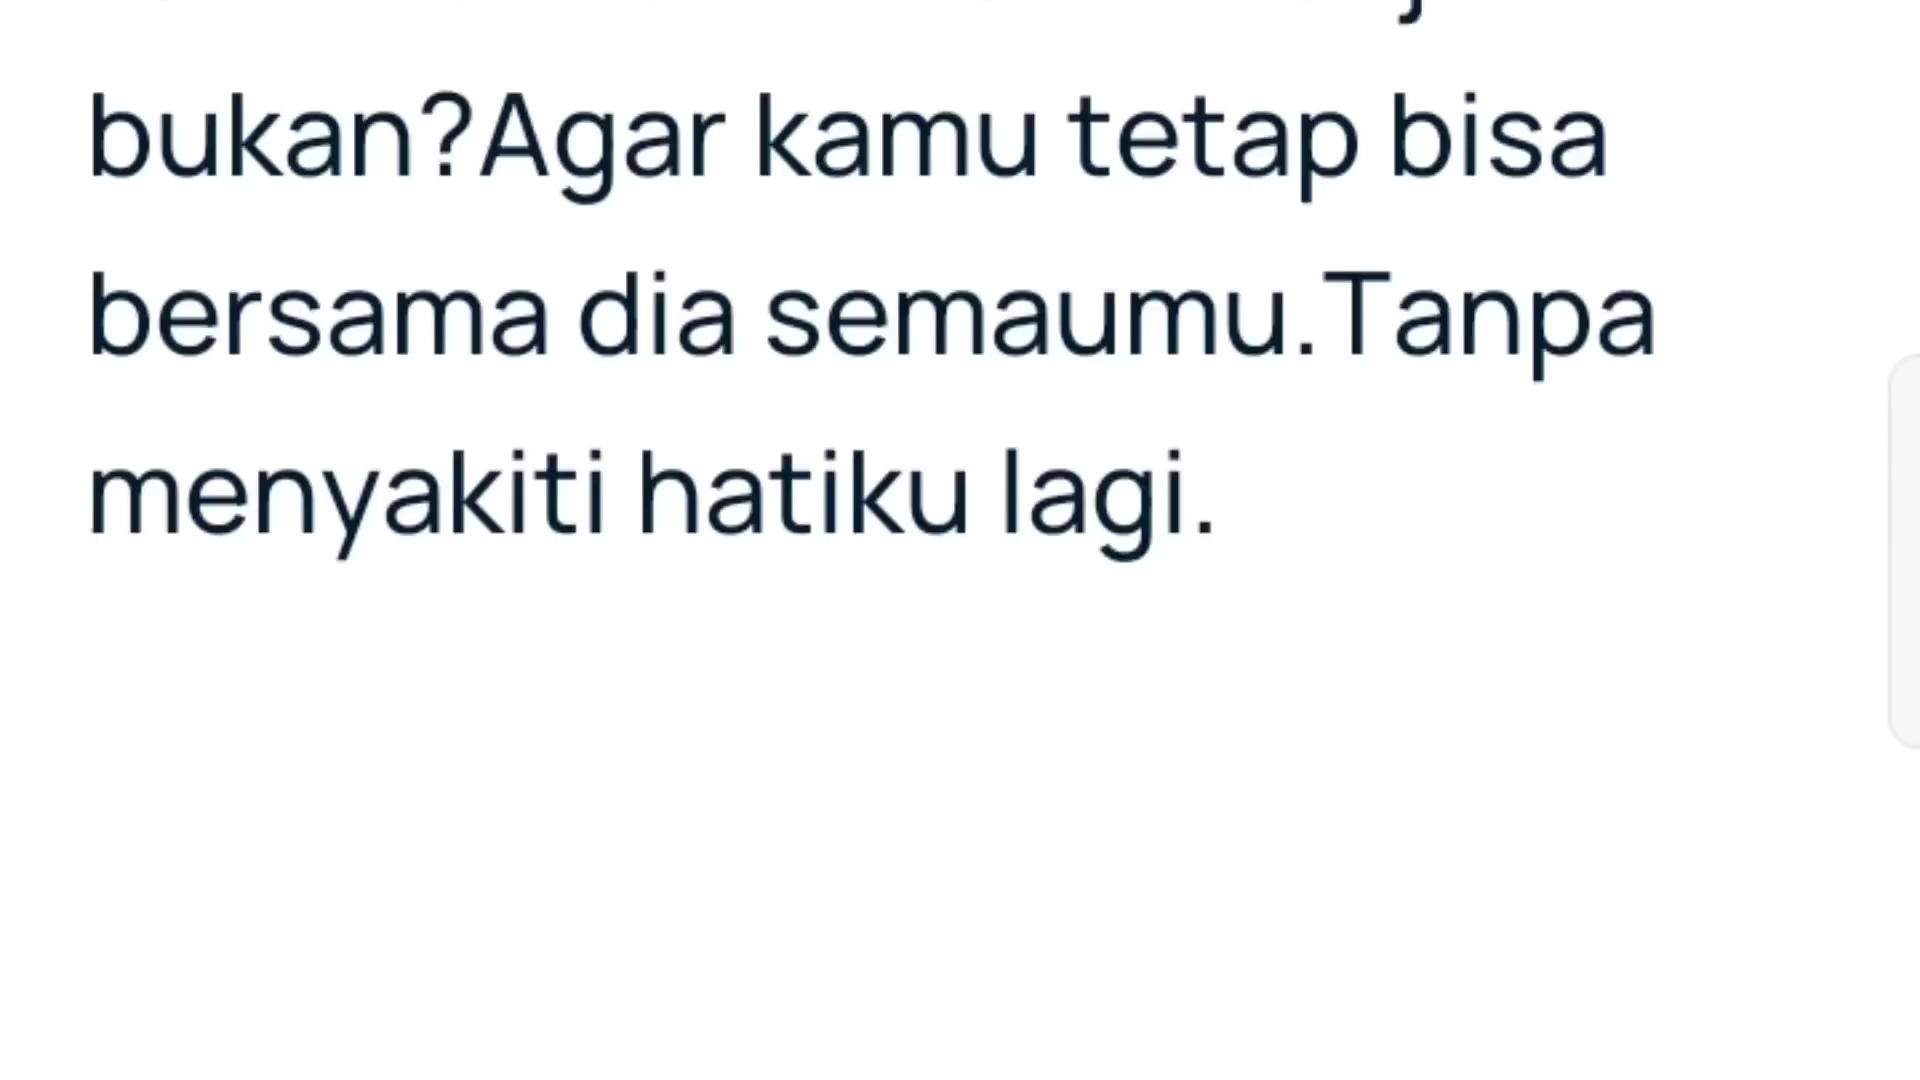 bukan?Agar kamu tetap bisa
bersama dia semaumu.Tanpa
menyakiti hatiku lagi.